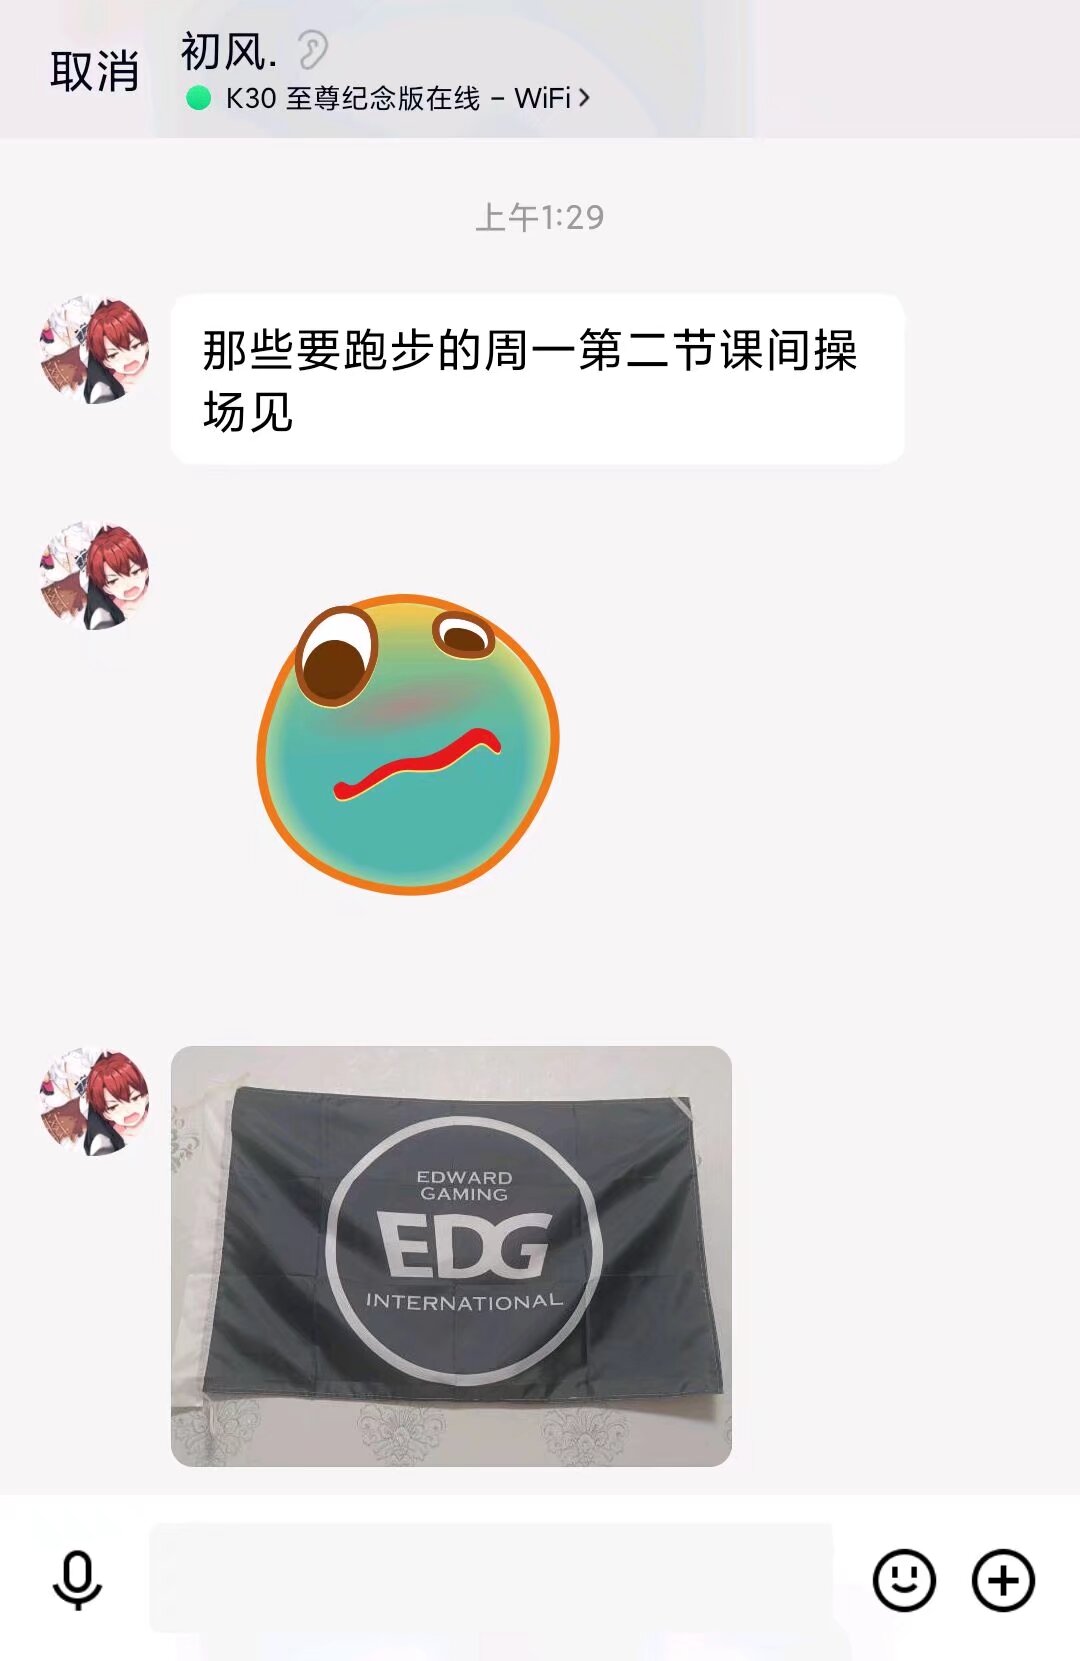 取消
初风.
K30 至尊纪念版在线 – WiFi
上午1:29
那些要跑步的周一第二节课间操
场见
EDWARD
GAMING
EDG
INTERNATIONAL